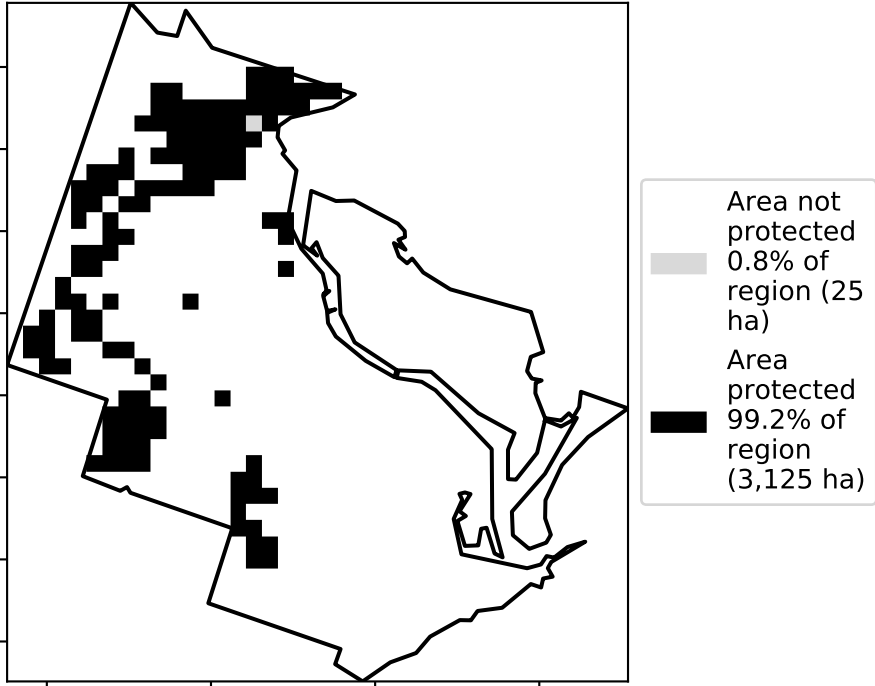 Area not
protected
0.8% of
region (25
ha)
Area
protected
99.2% of
region
(3,125 ha)